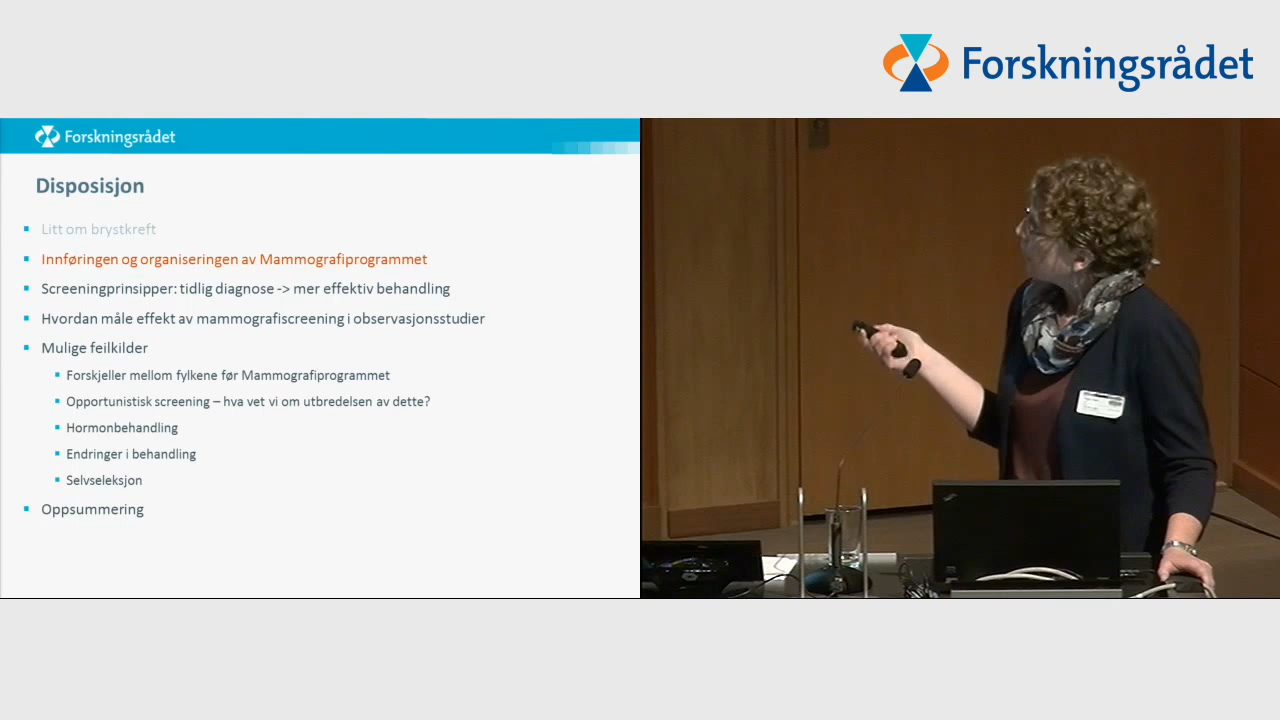 Forskningsrådet
Forskningsrådet
Disposisjon
Litt om brystkreft
Innføringen og organiseringen av Mammografiprogrammet
Screeningprinsipper: tidlig diagnose -> mer effektiv behandling
Hvordan måle effekt av mammografiscreening i observasjonsstudier
Mulige feilkilder
Forskjeller mellom fylkene før Mammografiprogrammet
Opportunistisk screening – hva vet vi om utbredelsen av dette?
Hormonbehandling
Endringer i behandling
Selvseleksjon
Oppsummering